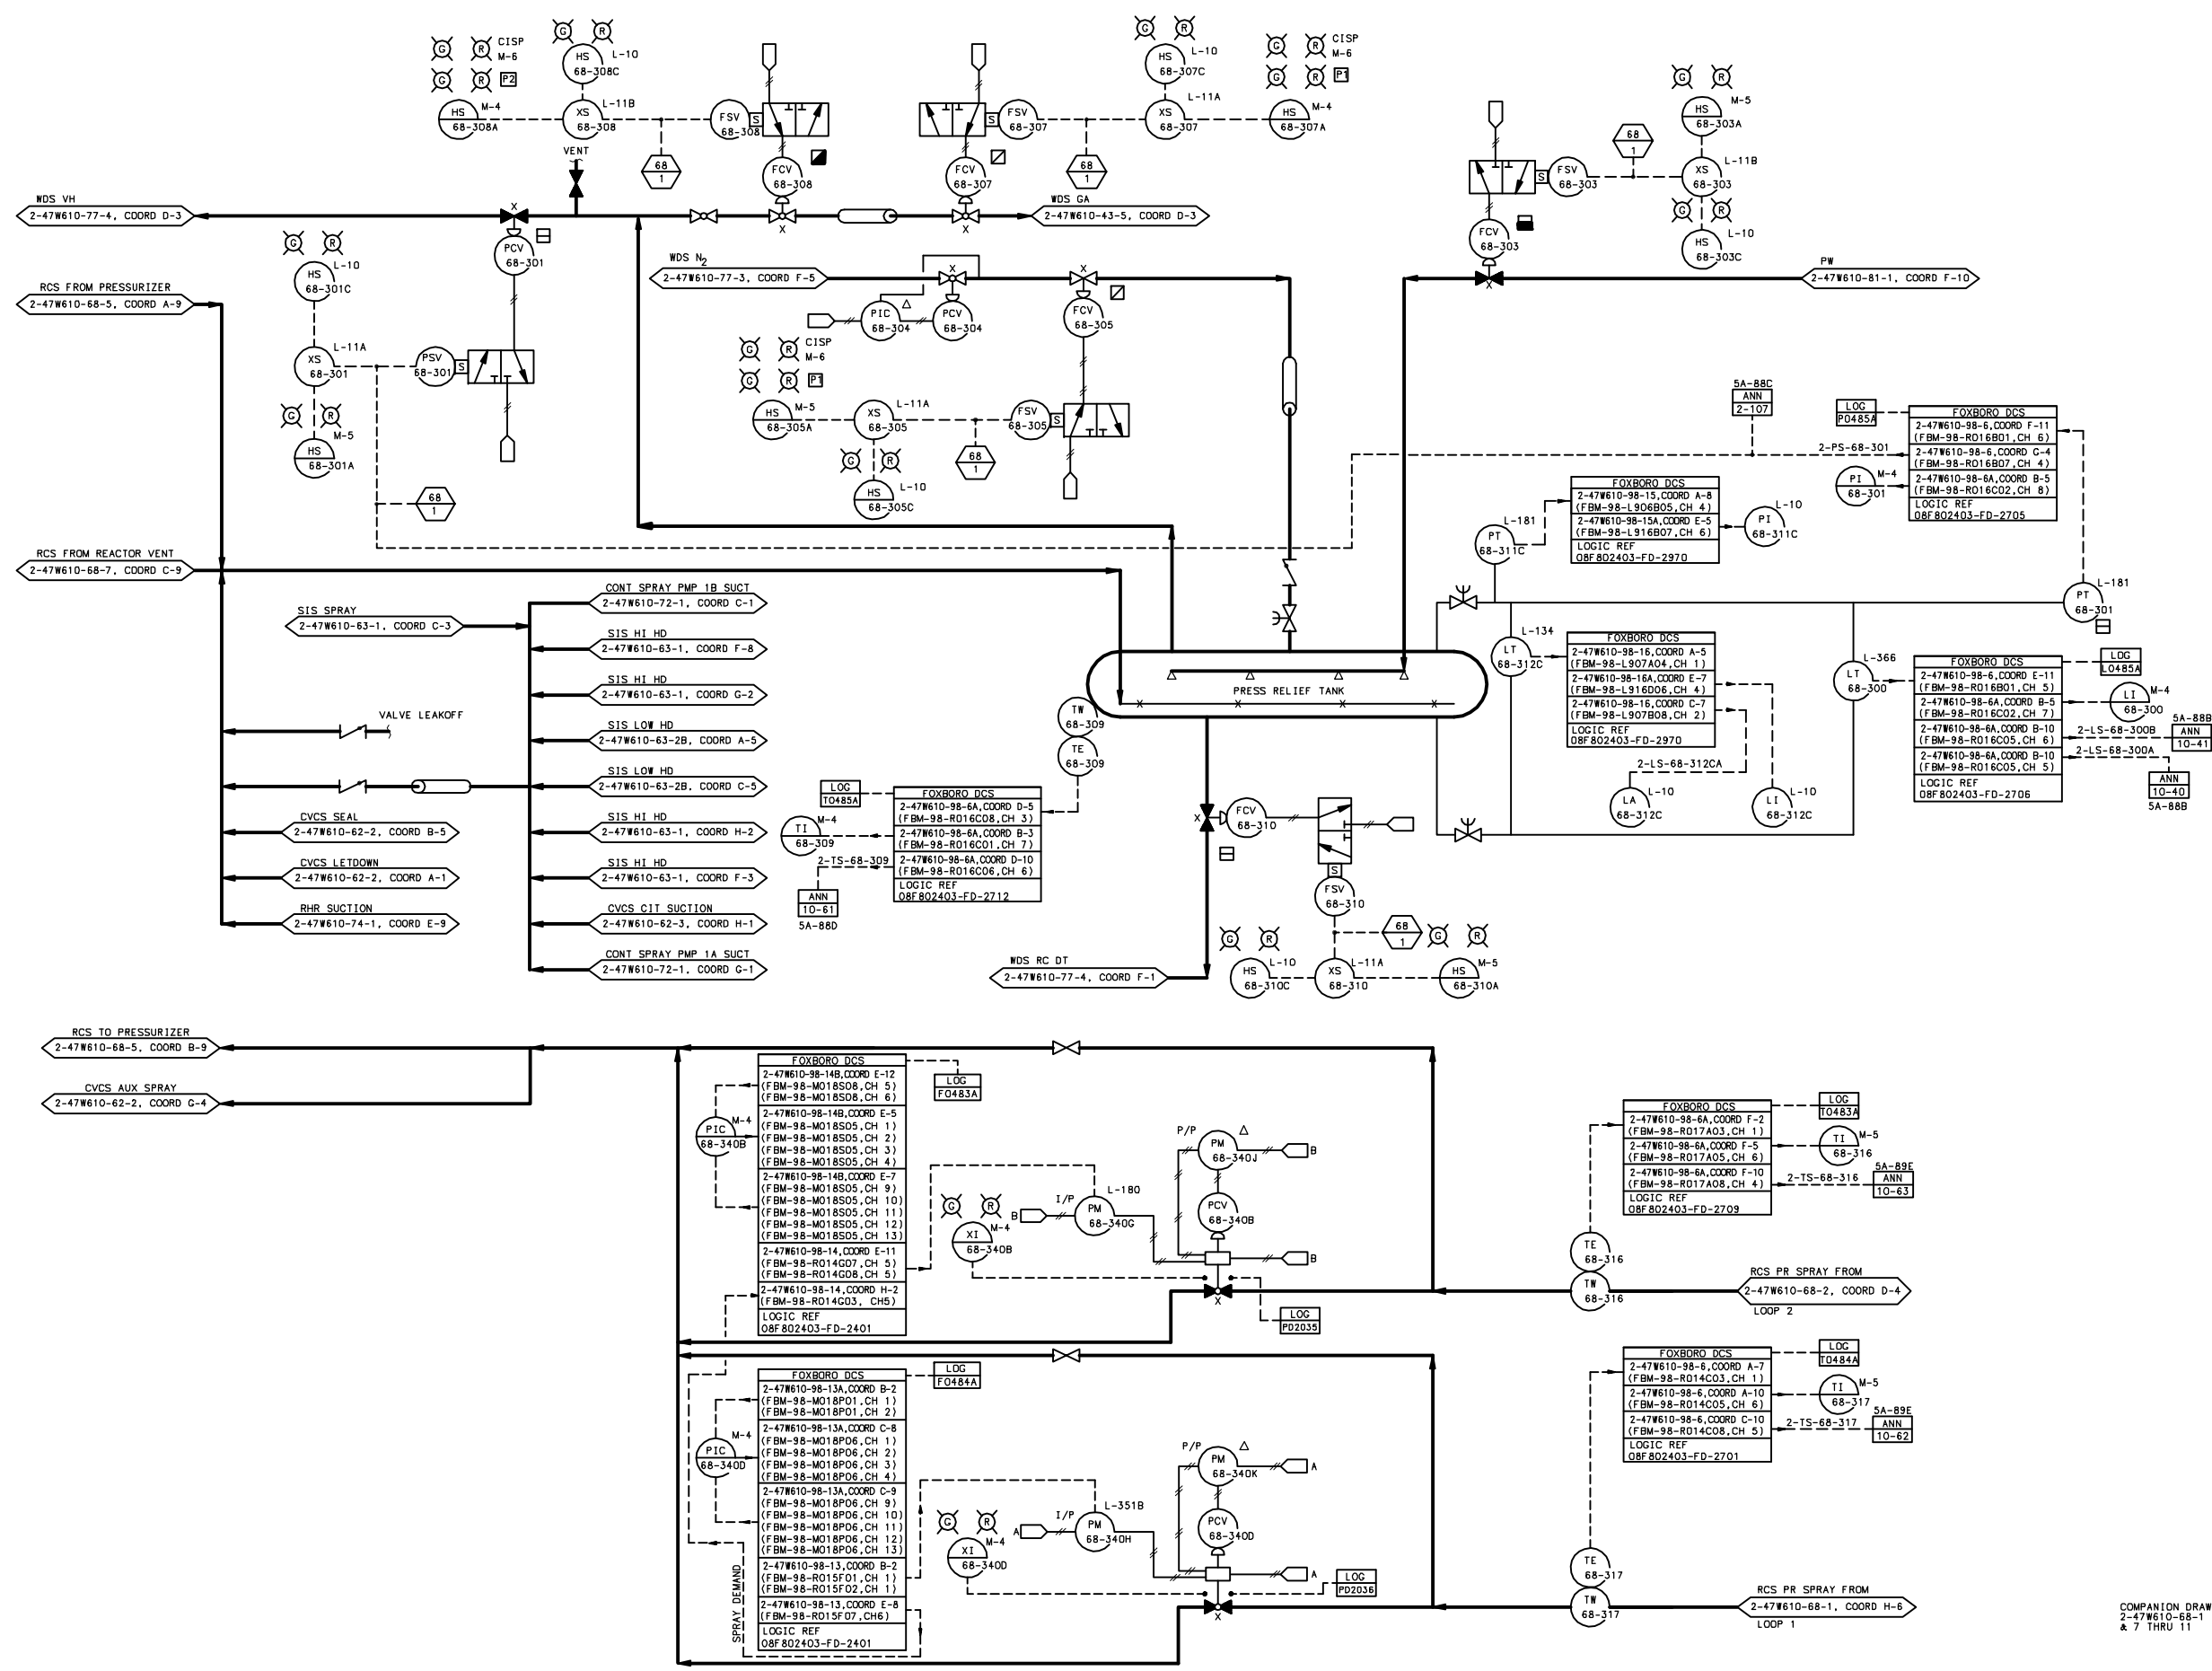 G R CISP
M-6
G R P2
G R
HS
68-308C
L-10
HS
68-308A
M-4
XS
68-308
L-11B
FSV
68-308
S
68
1
VENT
FCV
68-308
X
G R
HS
68-307C
L-10
G R CISP
M-6
G R P1
FSV
68-307
S
XS
68-307
L-11A
HS
68-307A
M-4
68
1
FCV
68-307
X
G R
HS
68-303A
M-5
68
1
XS
68-303
L-11B
FSV
68-303
S
G R
HS
68-303C
L-10
FCV
68-303
X
WDS VH
2-47W610-77-4, COORD D-3
WDS GA
2-47W610-43-5, COORD D-3
X
PCV
68-301
G R
HS
68-301C
L-10
RCS FROM PRESSURIZER
2-47W610-68-5, COORD A-9
XS
68-301
L-11A
PSV
68-301
S
G R
HS
68-301A
M-5
68
1
WDS N2
2-47W610-77-3, COORD F-5
X
X
PIC
68-304
PCV
68-304
FCV
68-305
PW
2-47W610-81-1, COORD F-10
G R CISP
M-6
G R P1
HS
68-305A
M-5
XS
68-305
L-11A
FSV
68-305
S
G R
HS
68-305C
L-10
68
1
5A-88C
ANN
2-107
LOG
P0485A
FOXBORO DCS
2-47W610-98-6,COORD F-11
(FBM-98-R016B01,CH 6)
2-47W610-98-6,COORD G-4
(FBM-98-R016B07,CH 4)
2-47W610-98-6A,COORD B-5
(FBM-98-R016C02,CH 8)
LOGIC REF
08F802403-FD-2705
2-PS-68-301
PI
68-301
M-4
FOXBORO DCS
2-47W610-98-15,COORD A-8
(FBM-98-L906B05,CH 4)
2-47W610-98-15A,COORD E-5
(FBM-98-L916B07,CH 6)
LOGIC REF
08F802403-FD-2970
L-181
PT
68-311C
L-10
PI
68-311C
L-181
PT
68-301
RCS FROM REACTOR VENT
2-47W610-68-7, COORD C-9
SIS SPRAY
2-47W610-63-1, COORD C-3
CONT SPRAY PMP 1B SUCT
2-47W610-72-1, COORD C-1
SIS HI HD
2-47W610-63-1, COORD F-8
SIS HI HD
2-47W610-63-1, COORD G-2
SIS LOW HD
2-47W610-63-2B, COORD A-5
SIS LOW HD
2-47W610-63-2B, COORD C-5
SIS HI HD
2-47W610-63-1, COORD H-2
SIS HI HD
2-47W610-63-1, COORD F-3
CVCS CIT SUCTION
2-47W610-62-3, COORD H-1
CONT SPRAY PMP 1A SUCT
2-47W610-72-1, COORD G-1
VALVE LEAKOFF
CVCS SEAL
2-47W610-62-2, COORD B-5
CVCS LETDOWN
2-47W610-62-2, COORD A-1
RHR SUCTION
2-47W610-74-1, COORD E-9
PRESS RELIEF TANK
X X X X
TW
68-309
TE
68-309
LOG
T0485A
FOXBORO DCS
2-47W610-98-6A,COORD D-5
(FBM-98-R016C08,CH 3)
2-47W610-98-6A,COORD B-3
(FBM-98-R016C01,CH 7)
2-47W610-98-6A,COORD D-10
(FBM-98-R016C06,CH 6)
LOGIC REF
08F802403-FD-2712
TI
68-309
M-4
2-TS-68-309
ANN
10-61
5A-88D
L-134
LT
68-312C
FOXBORO DCS
2-47W610-98-16,COORD A-5
(FBM-98-L907A04,CH 1)
2-47W610-98-16A,COORD E-7
(FBM-98-L916D06,CH 4)
2-47W610-98-16,COORD C-7
(FBM-98-L907B08,CH 2)
LOGIC REF
08F802403-FD-2970
2-LS-68-312CA
LA
68-312C
L-10
LI
68-312C
L-10
L-366
LT
68-300
FOXBORO DCS
2-47W610-98-6,COORD E-11
(FBM-98-R016B01,CH 5)
2-47W610-98-6A,COORD B-5
(FBM-98-R016C02,CH 7)
2-47W610-98-6A,COORD B-10
(FBM-98-R016C05,CH 6)
2-47W610-98-6A,COORD B-10
(FBM-98-R016C05,CH 5)
LOGIC REF
08F802403-FD-2706
LOG
L0485A
LI
68-300
M-4
2-LS-68-300B
5A-88B
ANN
10-41
2-LS-68-300A
ANN
10-40
5A-88B
X
FCV
68-310
S
FSV
68-310
68
1
G R
G R
HS
68-310C
L-10
XS
68-310
L-11A
HS
68-310A
M-5
WDS RC DT
2-47W610-77-4, COORD F-1
RCS TO PRESSURIZER
2-47W610-68-5, COORD B-9
CVCS AUX SPRAY
2-47W610-62-2, COORD G-4
FOXBORO DCS
2-47W610-98-14B,COORD E-12
(FBM-98-M018S08,CH 5)
(FBM-98-M018S08,CH 6)
2-47W610-98-14B,COORD E-5
(FBM-98-M018S05,CH 1)
(FBM-98-M018S05,CH 2)
(FBM-98-M018S05,CH 3)
(FBM-98-M018S05,CH 4)
2-47W610-98-14B,COORD E-7
(FBM-98-M018S05,CH 9)
(FBM-98-M018S05,CH 10)
(FBM-98-M018S05,CH 11)
(FBM-98-M018S05,CH 12)
(FBM-98-M018S05,CH 13)
2-47W610-98-14,COORD E-11
(FBM-98-R014G07,CH 5)
(FBM-98-R014G08,CH 5)
2-47W610-98-14,COORD H-2
(FBM-98-R014G03, CH5)
LOGIC REF
08F802403-FD-2401
LOG
F0483A
PIC
68-340B
M-4
G R
XI
68-340B
M-4
I/P
B
PM
68-340G
L-180
P/P
PM
68-340J
B
PCV
68-340B
B
X
LOG
PD2035
FOXBORO DCS
2-47W610-98-6A,COORD F-2
(FBM-98-R017A03,CH 1)
2-47W610-98-6A,COORD F-5
(FBM-98-R017A05,CH 6)
2-47W610-98-6A,COORD F-10
(FBM-98-R017A08,CH 4)
LOGIC REF
08F802403-FD-2709
LOG
T0483A
TI
68-316
M-5
2-TS-68-316
5A-89E
ANN
10-63
TE
68-316
TW
68-316
RCS PR SPRAY FROM
2-47W610-68-2, COORD D-4
LOOP 2
FOXBORO DCS
2-47W610-98-13A,COORD B-2
(FBM-98-M018P01,CH 1)
(FBM-98-M018P01,CH 2)
2-47W610-98-13A,COORD C-8
(FBM-98-M018P06,CH 1)
(FBM-98-M018P06,CH 2)
(FBM-98-M018P06,CH 3)
(FBM-98-M018P06,CH 4)
2-47W610-98-13A,COORD C-9
(FBM-98-M018P06,CH 9)
(FBM-98-M018P06,CH 10)
(FBM-98-M018P06,CH 11)
(FBM-98-M018P06,CH 12)
(FBM-98-M018P06,CH 13)
2-47W610-98-13,COORD B-2
(FBM-98-R015F01,CH 1)
(FBM-98-R015F02,CH 1)
2-47W610-98-13,COORD E-8
(FBM-98-R015F07,CH6)
LOGIC REF
08F802403-FD-2401
LOG
F0484A
PIC
68-340D
M-4
SPRAY DEMAND
G R
XI
68-340D
M-4
I/P
A
PM
68-340H
L-351B
P/P
PM
68-340K
A
PCV
68-340D
A
X
LOG
PD2036
FOXBORO DCS
2-47W610-98-6,COORD A-7
(FBM-98-R014C03,CH 1)
2-47W610-98-6,COORD A-10
(FBM-98-R014C05,CH 6)
2-47W610-98-6,COORD C-10
(FBM-98-R014C08,CH 5)
LOGIC REF
08F802403-FD-2701
LOG
T0484A
TI
68-317
M-5
2-TS-68-317
5A-89E
ANN
10-62
TE
68-317
TW
68-317
RCS PR SPRAY FROM
2-47W610-68-1, COORD H-6
LOOP 1
COMPANION DRAW
2-47W610-68-1
& 7 THRU 11